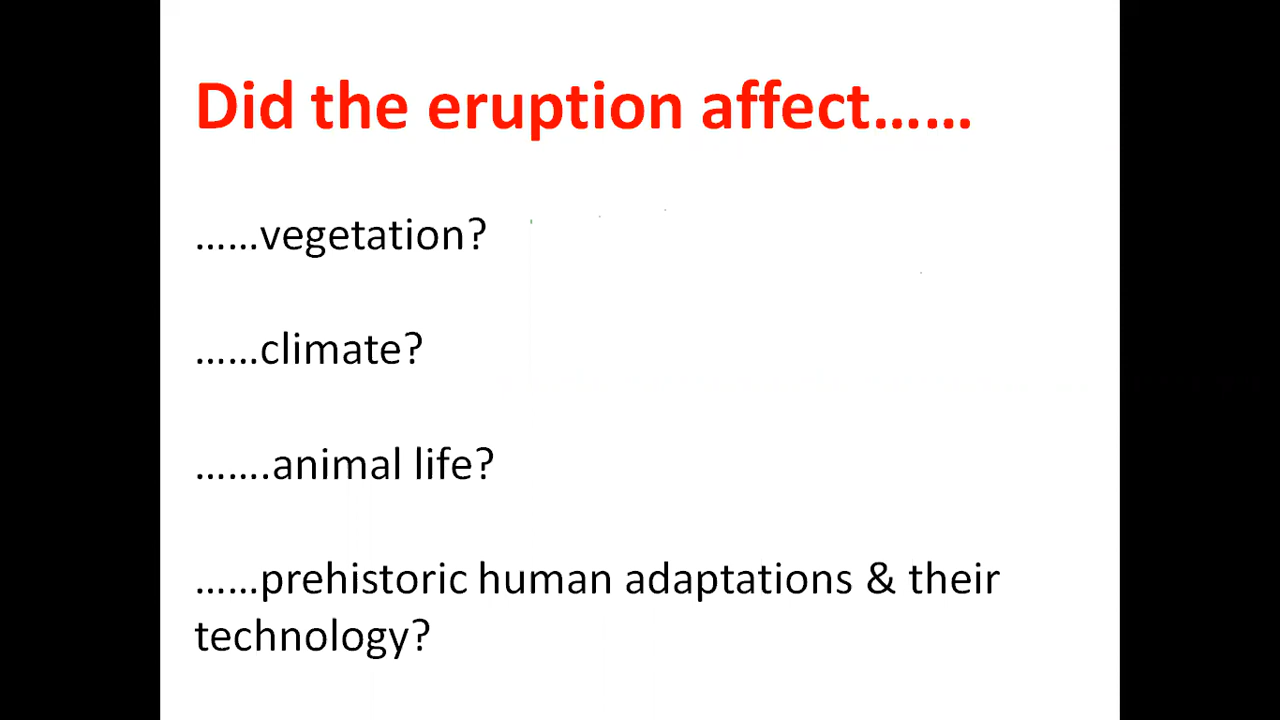 Did the eruption affect……
……vegetation?
……climate?
…….animal life?
……prehistoric human adaptations & their
technology?